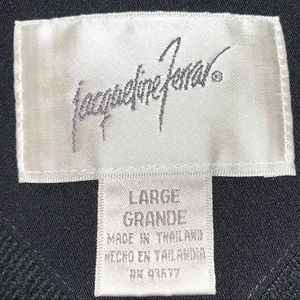 jacqueline ferrar®
LARGE
GRANDE
MADE IN THAILAND
HECHO EN TAILANDIA
RN 93677